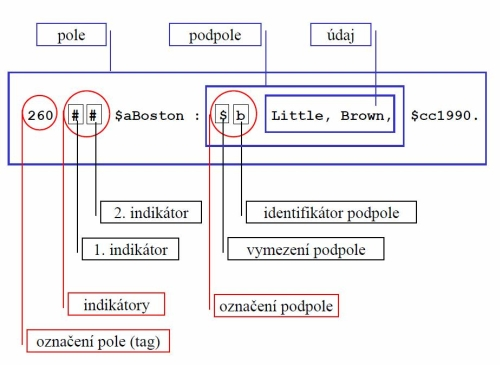 pole podpole údaj
260 # # $aBoston : $ b Little, Brown, $cc1990.
2. indikátor identifikátor podpole
1. indikátor vymezení podpole
indikátory označení podpole
označení pole (tag)